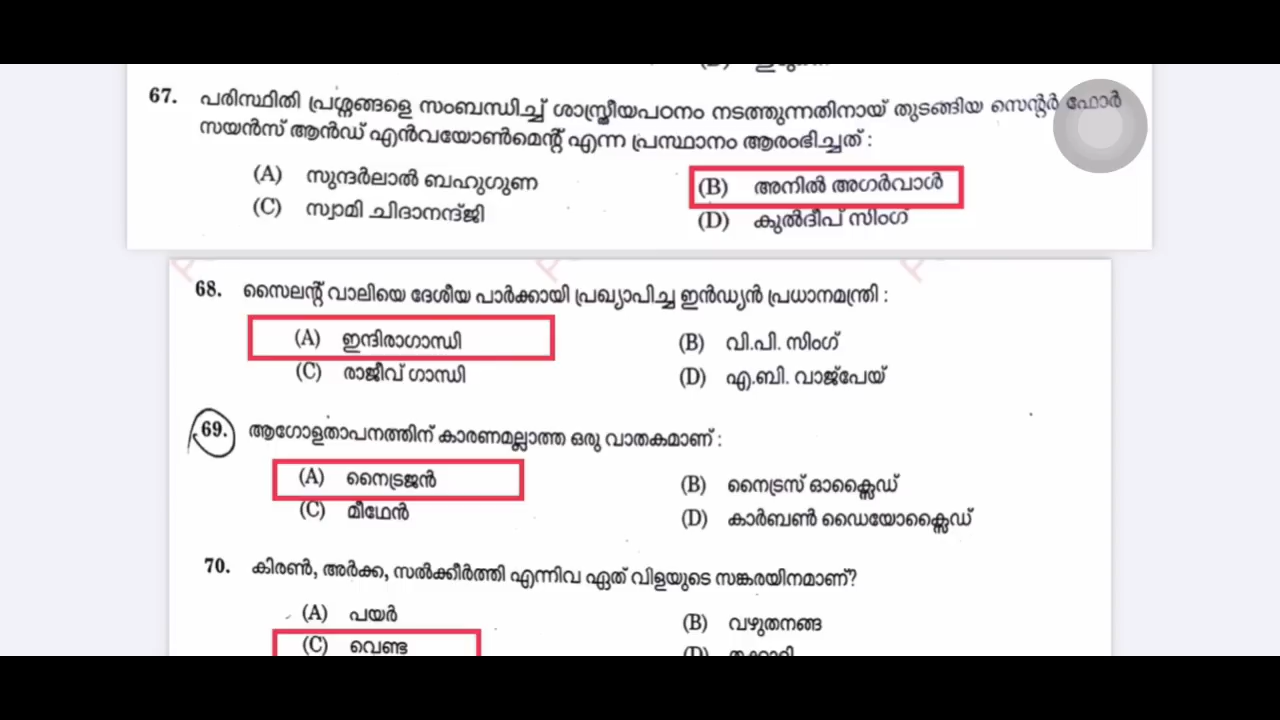 67. പരിസ്ഥിതി പ്രശ്നങ്ങളെ സംബന്ധിച്ച് ശാസ്ത്രീയപഠനം നടത്തുന്നതിനായ് തുടങ്ങിയ സെന്റർ ഫോർ
സയൻസ് ആൻഡ് എൻവയോൺമെന്റ് എന്ന പ്രസ്ഥാനം ആരംഭിച്ചത് :
(A) സുന്ദർലാൽ ബഹുഗുണ (B) അനിൽ അഗർവാൾ
(C) സ്വാമി ചിദാനന്ദ്ജി (D) കുൽദീപ് സിംഗ്
68. സൈലന്റ് വാലിയെ ദേശീയ പാർക്കായി പ്രഖ്യാപിച്ച ഇൻഡ്യൻ പ്രധാനമന്ത്രി :
(A) ഇന്ദിരാഗാന്ധി (B) വി.പി. സിംഗ്
(C) രാജീവ് ഗാന്ധി (D) എ.ബി. വാജ്പേയ്
69. ആഗോളതാപനത്തിന് കാരണമല്ലാത്ത ഒരു വാതകമാണ് :
(A) നൈട്രജൻ (B) നൈട്രസ് ഓക്സൈഡ്
(C) മീഥേൻ (D) കാർബൺ ഡൈയോക്സൈഡ്
70. കിരൺ, അർക്ക, സൽക്കീർത്തി എന്നിവ ഏത് വിളയുടെ സങ്കരയിനമാണ്?
(A) പയർ (B) വഴുതനങ്ങ
(C) വെണ്ട